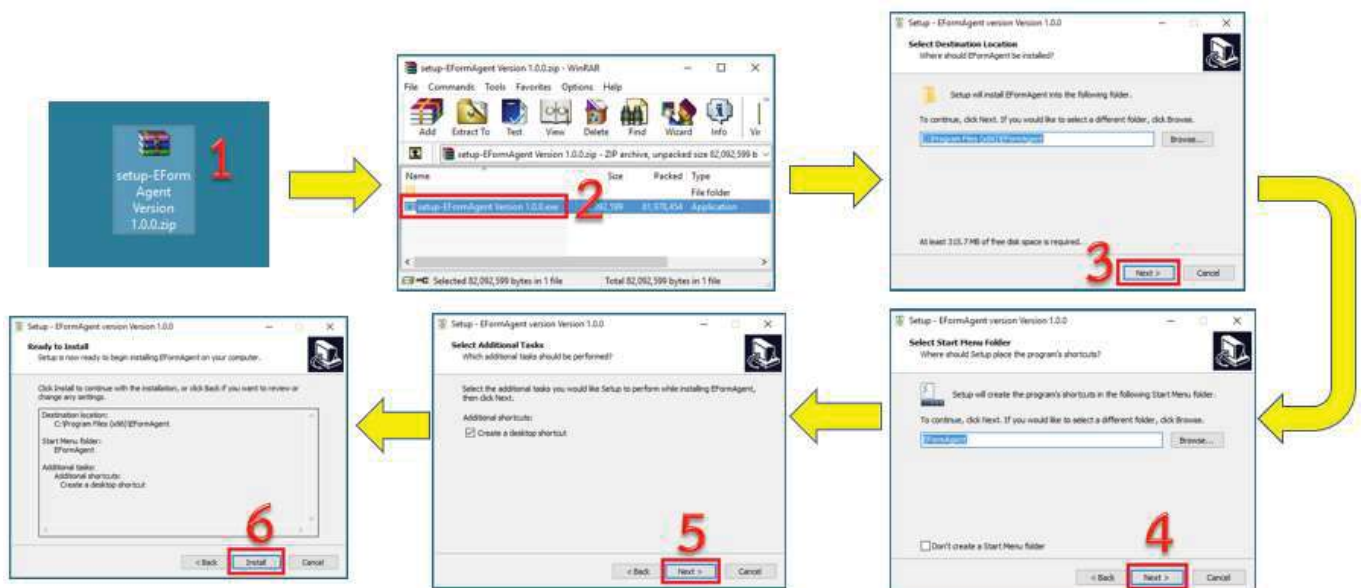 1
setup-EForm
Agent
Version
1.0.0.zip
setup-EFormAgent Version 1.0.0.zip - WinRAR
File Commands Tools Favorites Options Help
Add Extract To Test View Delete Find Wizard Info
setup-EFormAgent Version 1.0.0.zip - ZIP archive, unpacked size 82,092,599 b
Name Size Packed Type
File folder
setup-EFormAgent Version 1.0.0.exe 81,978,454 Application
2
Selected 82,092,599 bytes in 1 file Total 82,092,599 bytes in 1 file
Setup - EFormAgent version Version 1.0.0
Select Destination Location
Where should EFormAgent be installed?
Setup will install EFormAgent into the following folder.
To continue, click Next. If you would like to select a different folder, click Browse.
C:\Program Files (x86)\EFormAgent
Browse...
At least 315.7 MB of free disk space is required.
3
Next > Cancel
Setup - EFormAgent version Version 1.0.0
Select Start Menu Folder
Where should Setup place the program's shortcuts?
Setup will create the program's shortcuts in the following Start Menu folder.
To continue, click Next. If you would like to select a different folder, click Browse.
EFormAgent
Browse...
Don't create a Start Menu folder
4
< Back Next > Cancel
Setup - EFormAgent version Version 1.0.0
Select Additional Tasks
Which additional tasks should be performed?
Select the additional tasks you would like Setup to perform while installing EFormAgent,
then click Next.
Additional shortcuts:
Create a desktop shortcut
5
< Back Next > Cancel
Setup - EFormAgent version Version 1.0.0
Ready to Install
Setup is now ready to begin installing EFormAgent on your computer.
Click Install to continue with the installation, or click Back if you want to review or
change any settings.
Destination location:
C:\Program Files (x86)\EFormAgent
Start Menu folder:
EFormAgent
Additional tasks:
Additional shortcuts:
Create a desktop shortcut
6
< Back Install Cancel